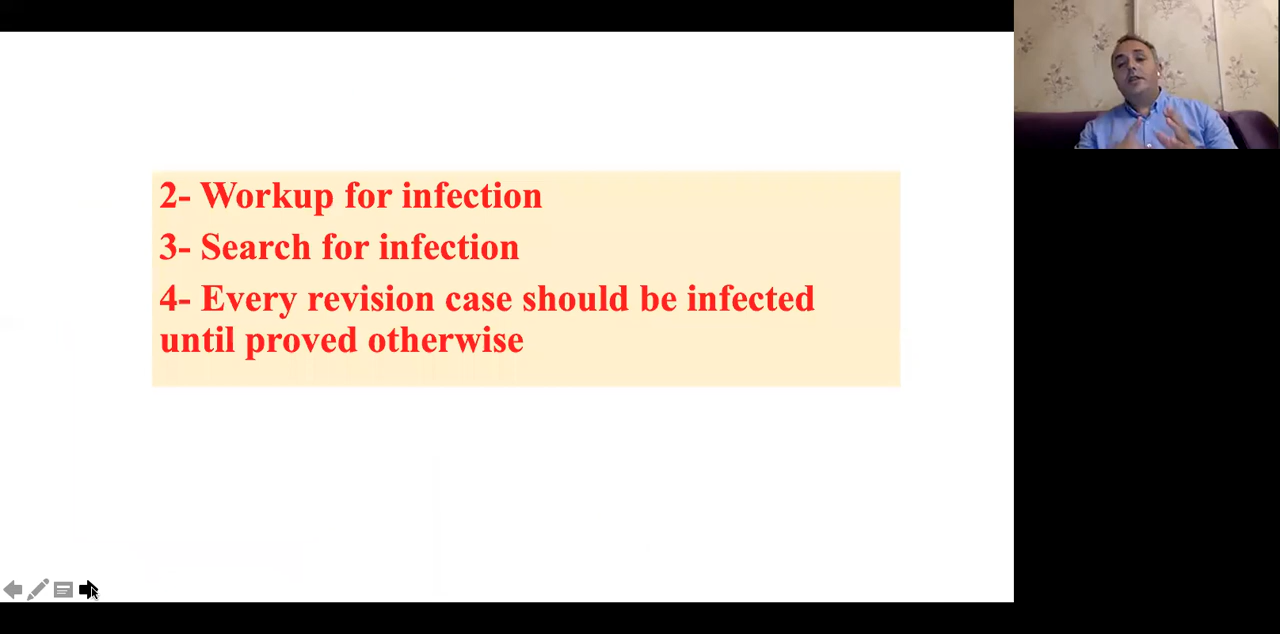 2- Workup for infection
3- Search for infection
4- Every revision case should be infected
until proved otherwise